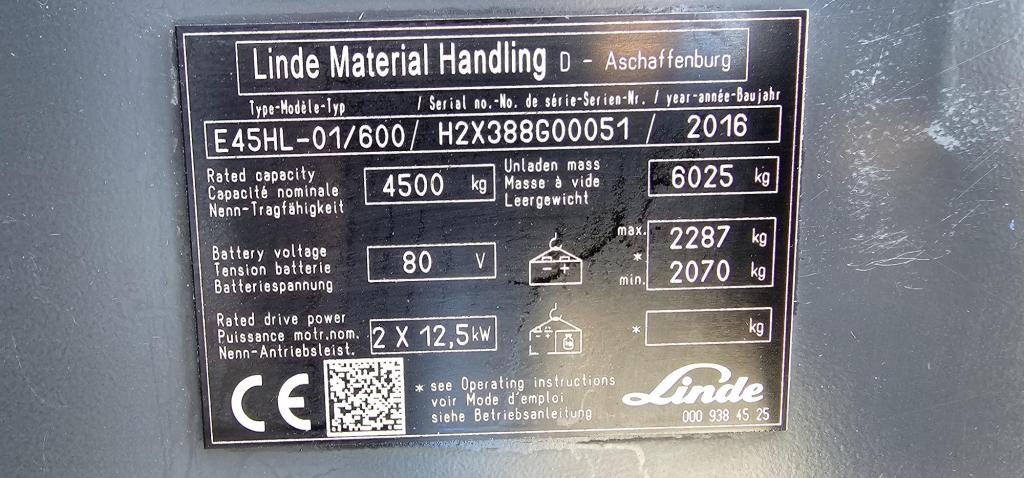 Linde Material Handling D - Aschaffenburg
Type-Modèle-Typ / Serial no.-No. de série-Serien-Nr. / year-année-Baujahr
E45HL-01/600 / H2X388G00051 / 2016
Rated capacity
Capacité nominale
Nenn-Tragfähigkeit
4500 kg
Unladen mass
Masse à vide
Leergewicht
6025 kg
Battery voltage
Tension batterie
Batteriespannung
80 V
- +
max.
*
min.
2287 kg
2070 kg
Rated drive power
Puissance motr.nom.
Nenn-Antriebsleist.
2 X 12,5 kW
* kg
CE
* see Operating instructions
voir Mode d'emploi
siehe Betriebsanleitung
Linde
000 938 45 25